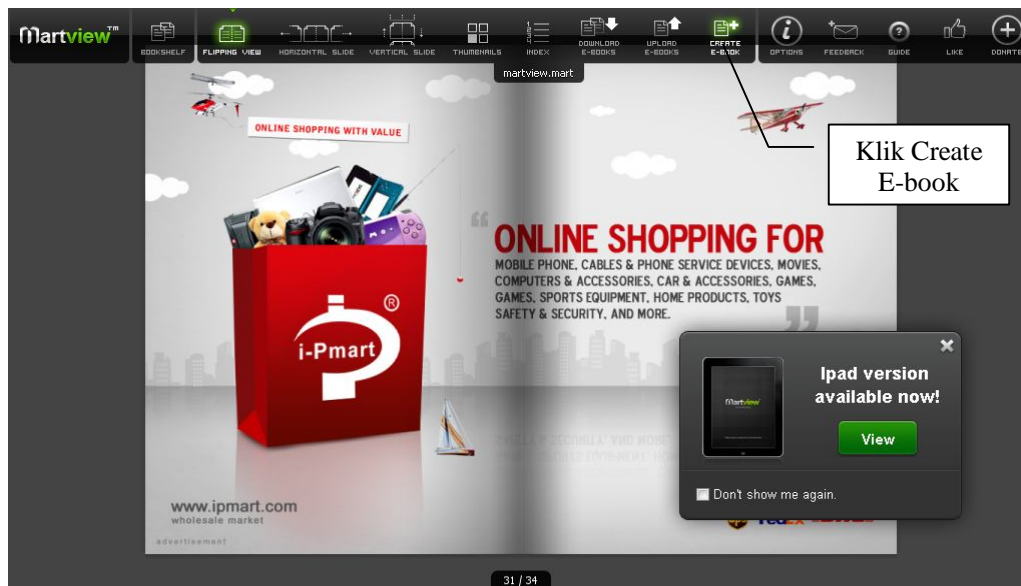 Martview™
BOOKSHELF
FLIPPING VIEW
HORIZONTAL SLIDE
VERTICAL SLIDE
THUMBNAILS
INDEX
DOWNLOAD
E-BOOKS
UPLOAD
E-BOOKS
CREATE
E-BOOK
OPTIONS
FEEDBACK
GUIDE
LIKE
DONATE
martview.mart
Klik Create
E-book
ONLINE SHOPPING WITH VALUE
“
ONLINE SHOPPING FOR
MOBILE PHONE, CABLES & PHONE SERVICE DEVICES, MOVIES,
COMPUTERS & ACCESSORIES, CAR & ACCESSORIES, GAMES,
GAMES, SPORTS EQUIPMENT, HOME PRODUCTS, TOYS
SAFETY & SECURITY, AND MORE.
”
®
i-Pmart
Martview
Ipad version
available now!
View
Don't show me again.
www.ipmart.com
wholesale market
advertisement
31 / 34